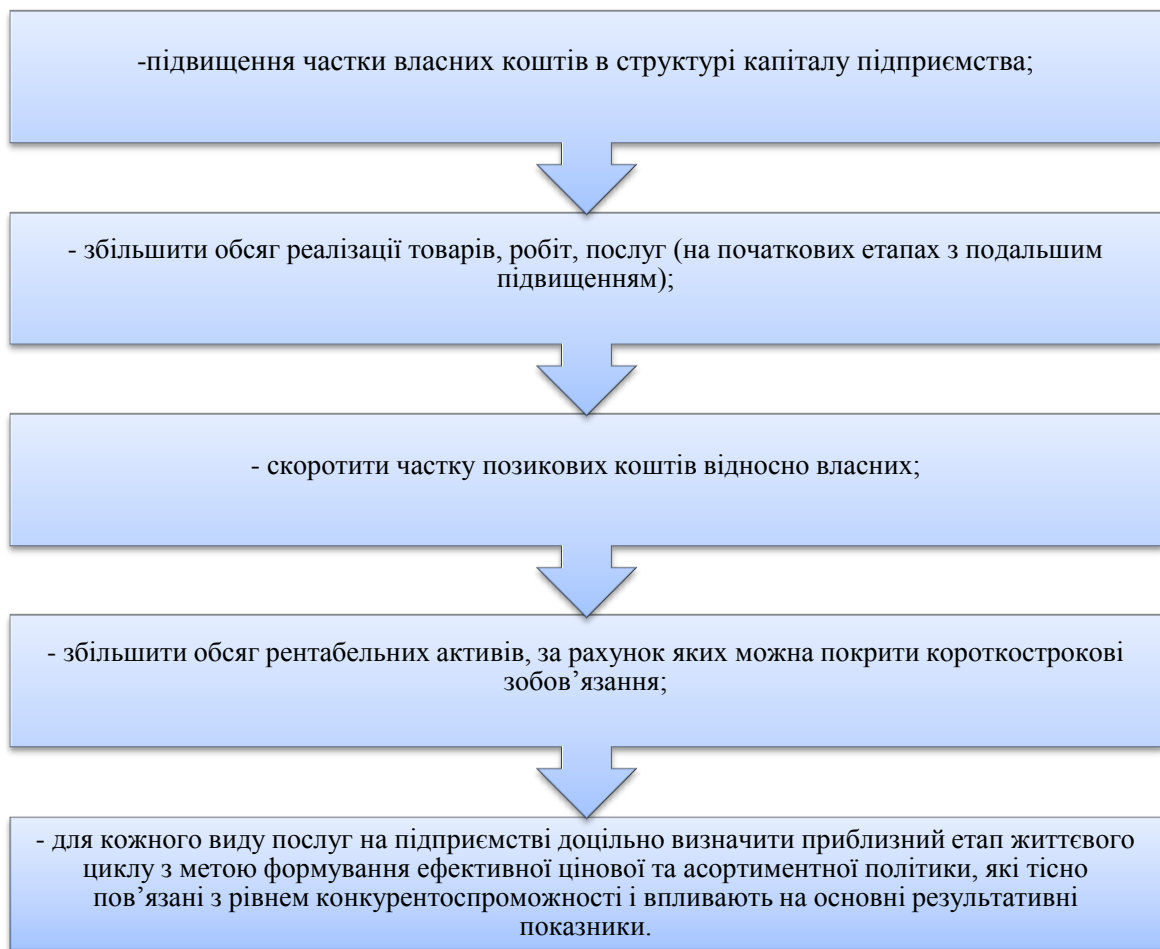 -підвищення частки власних коштів в структурі капіталу підприємства;
- збільшити обсяг реалізації товарів, робіт, послуг (на початкових етапах з подальшим
підвищенням);
- скоротити частку позикових коштів відносно власних;
- збільшити обсяг рентабельних активів, за рахунок яких можна покрити короткострокові
зобов’язання;
- для кожного виду послуг на підприємстві доцільно визначити приблизний етап життєвого
циклу з метою формування ефективної цінової та асортиментної політики, які тісно
пов’язані з рівнем конкурентоспроможності і впливають на основні результативні
показники.